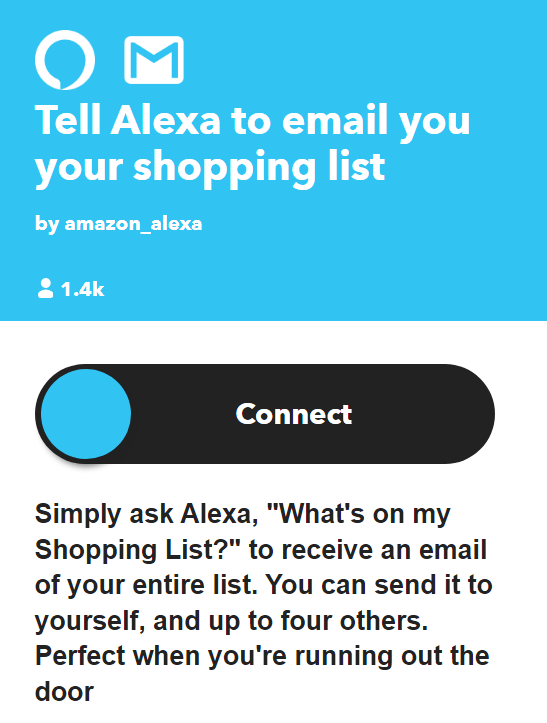 Tell Alexa to email you
your shopping list
by amazon_alexa
1.4k
Connect
Simply ask Alexa, "What's on my
Shopping List?" to receive an email
of your entire list. You can send it to
yourself, and up to four others.
Perfect when you're running out the
door